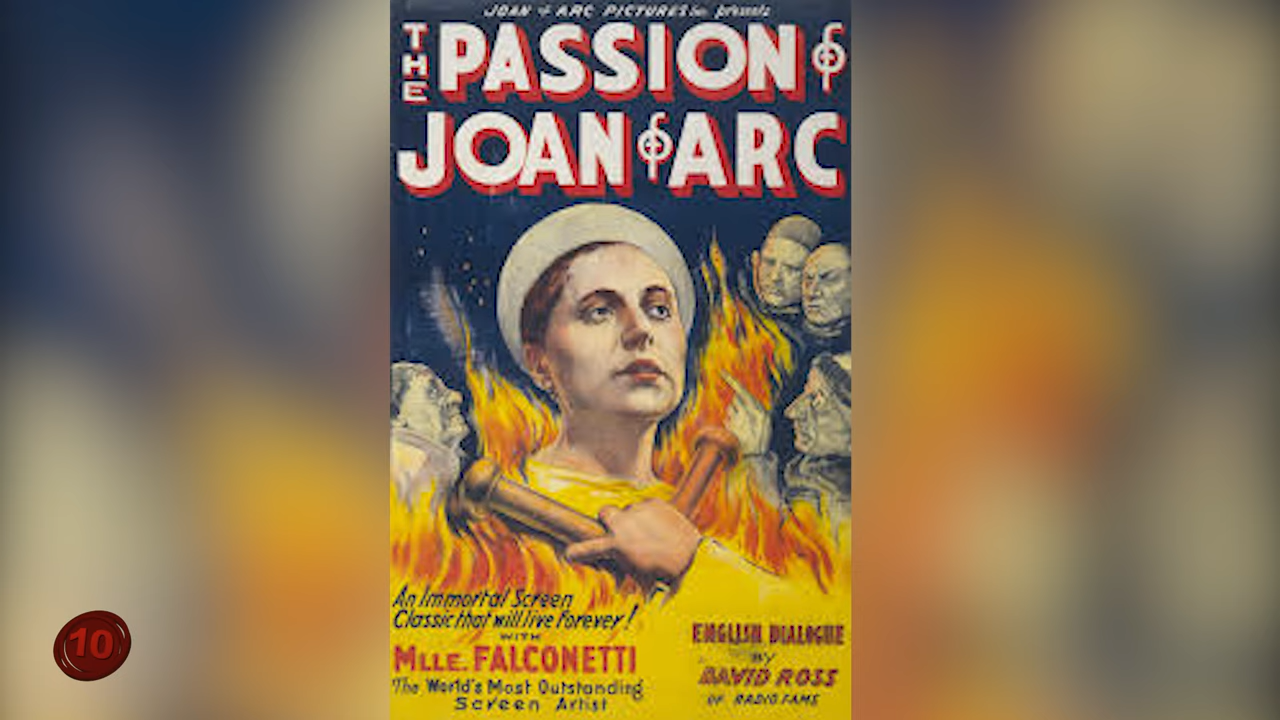 JOAN of ARC PICTURES Inc. presents
THE PASSION of
JOAN of ARC
An Immortal Screen
Classic that will live Forever!
WITH
MLLE. FALCONETTI
The World's Most Outstanding
Screen Artist
ENGLISH DIALOGUE
BY
DAVID ROSS
OF RADIO FAME
10